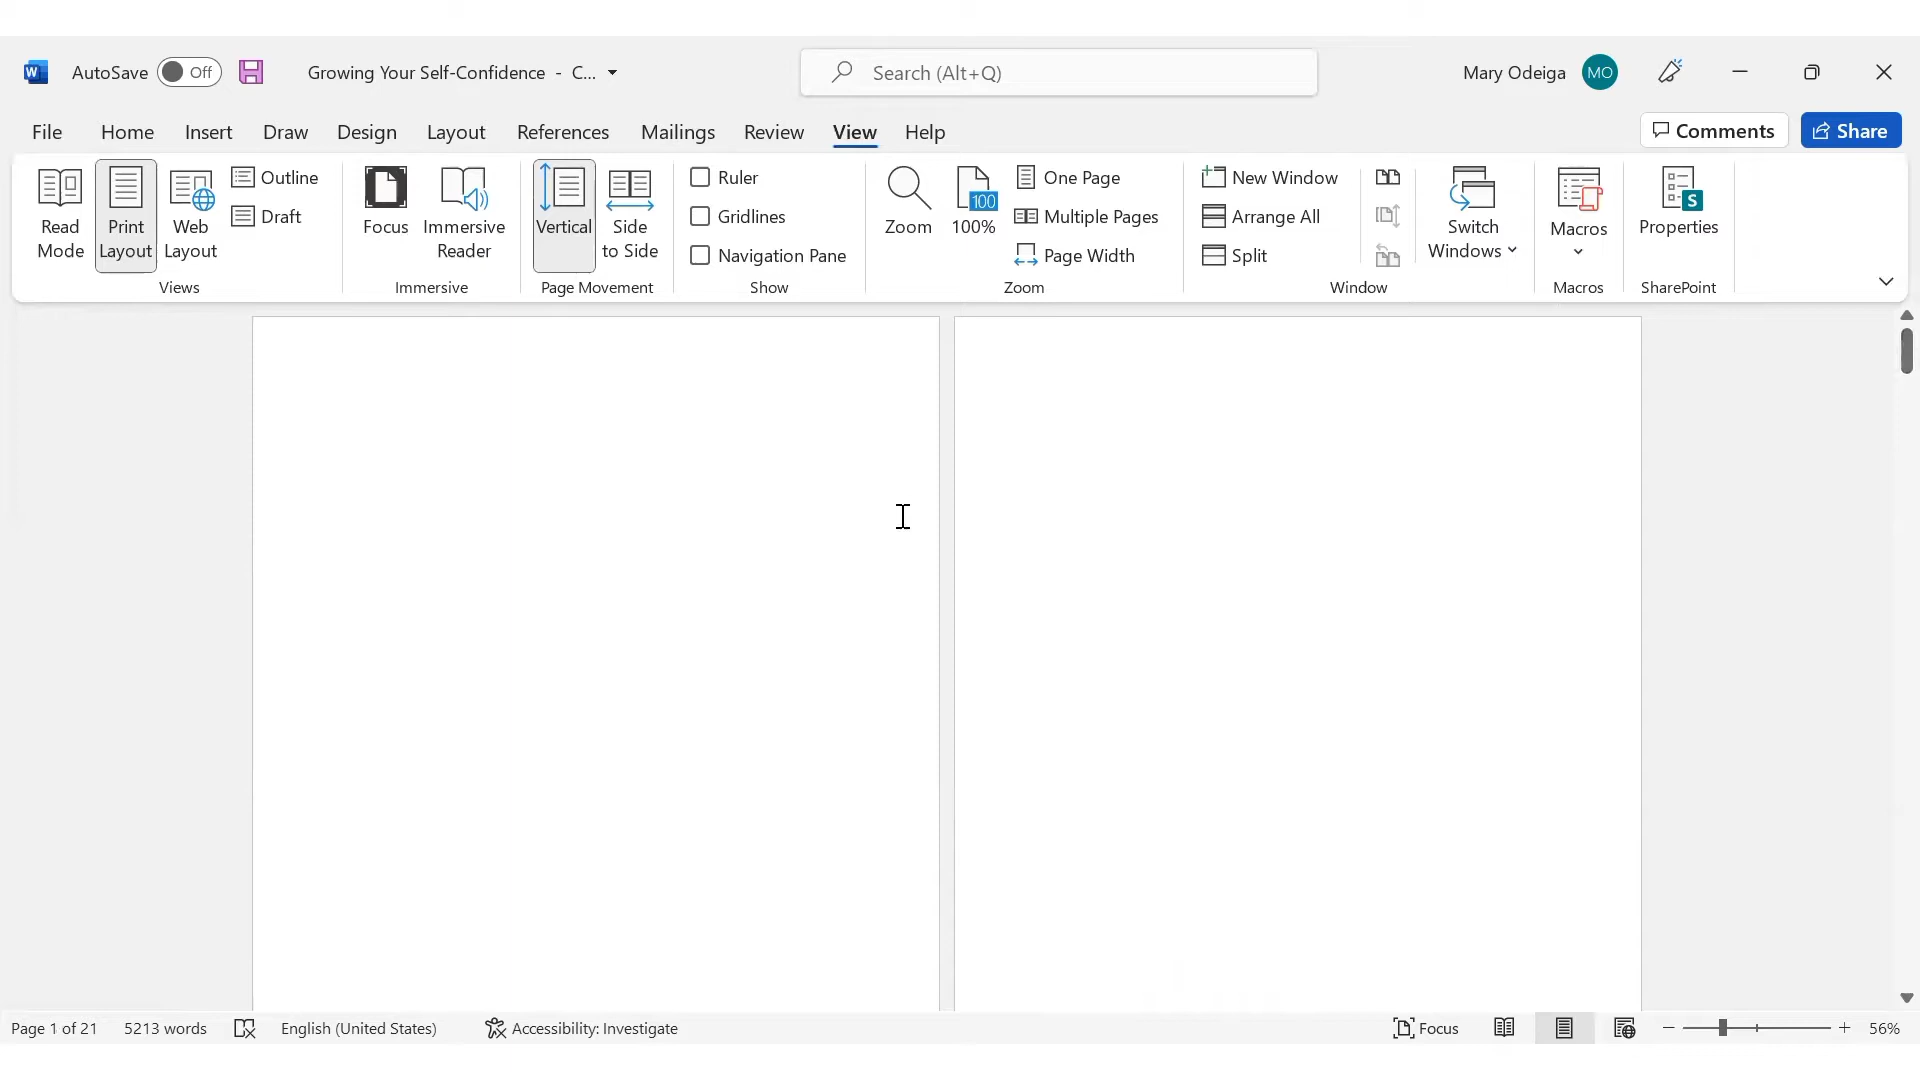 AutoSave Off Growing Your Self-Confidence - C... Search (Alt+Q) Mary Odeiga MO
File Home Insert Draw Design Layout References Mailings Review View Help Comments Share
Read Mode
Print Layout
Web Layout
Outline
Draft
Views
Focus
Immersive Reader
Immersive
Vertical
Side to Side
Page Movement
Ruler
Gridlines
Navigation Pane
Show
Zoom
100
100%
One Page
Multiple Pages
Page Width
Zoom
New Window
Arrange All
Split
Switch Windows
Window
Macros
Macros
S
Properties
SharePoint
Page 1 of 21 5213 words English (United States) Accessibility: Investigate Focus 56%